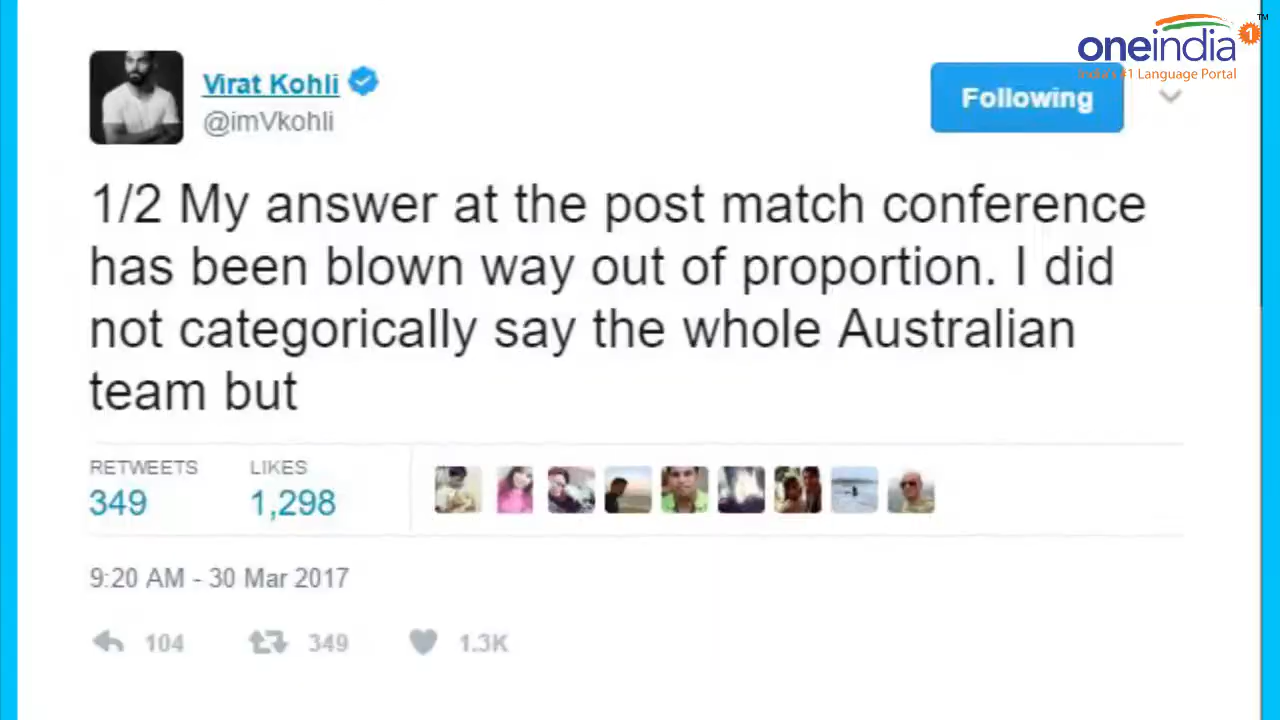 oneindia 1 TM
India's #1 Language Portal
Virat Kohli
@imVkohli
Following
1/2 My answer at the post match conference
has been blown way out of proportion. I did
not categorically say the whole Australian
team but
RETWEETS LIKES
349 1,298
9:20 AM - 30 Mar 2017
104 349 1.3K